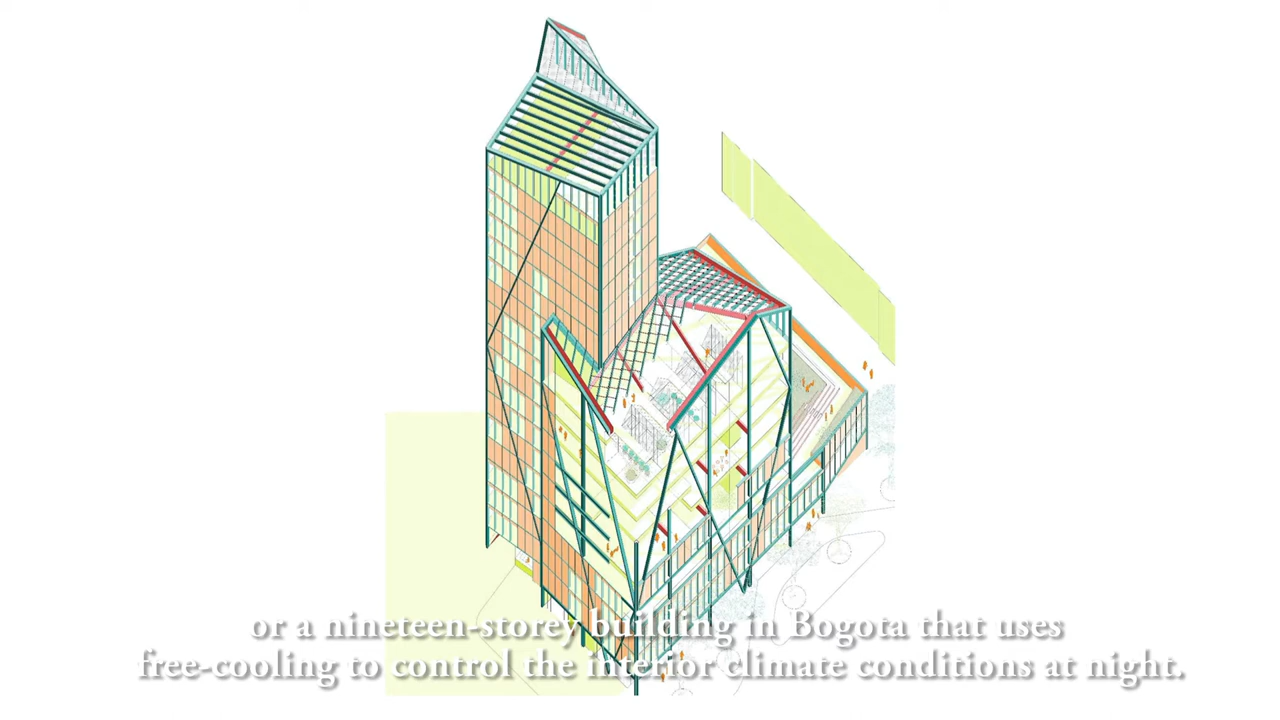 or a nineteen-storey building in Bogota that uses
free-cooling to control the interior climate conditions at night.